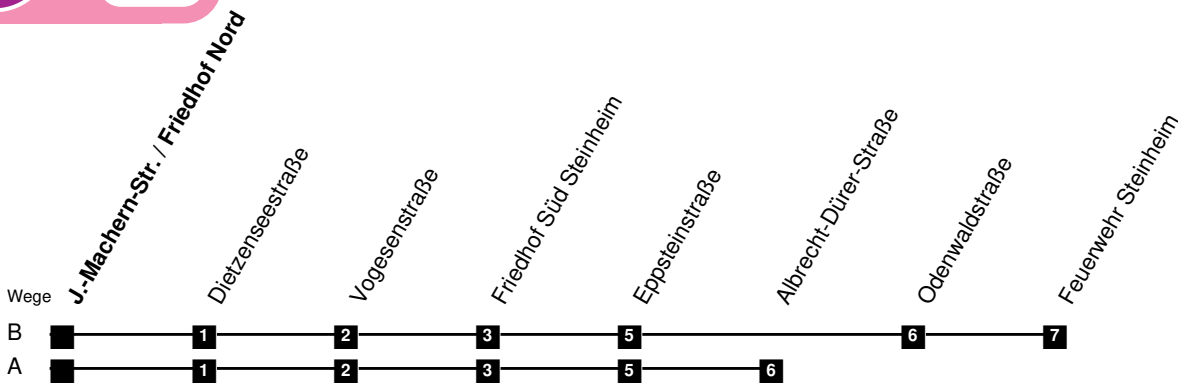 J.-Machern-Str. / Friedhof Nord
Dietzenseestraße
Vogesenstraße
Friedhof Süd Steinheim
Eppsteinstraße
Albrecht-Dürer-Straße
Odenwaldstraße
Feuerwehr Steinheim
Wege
B 1 2 3 5 6 7
A 1 2 3 5 6